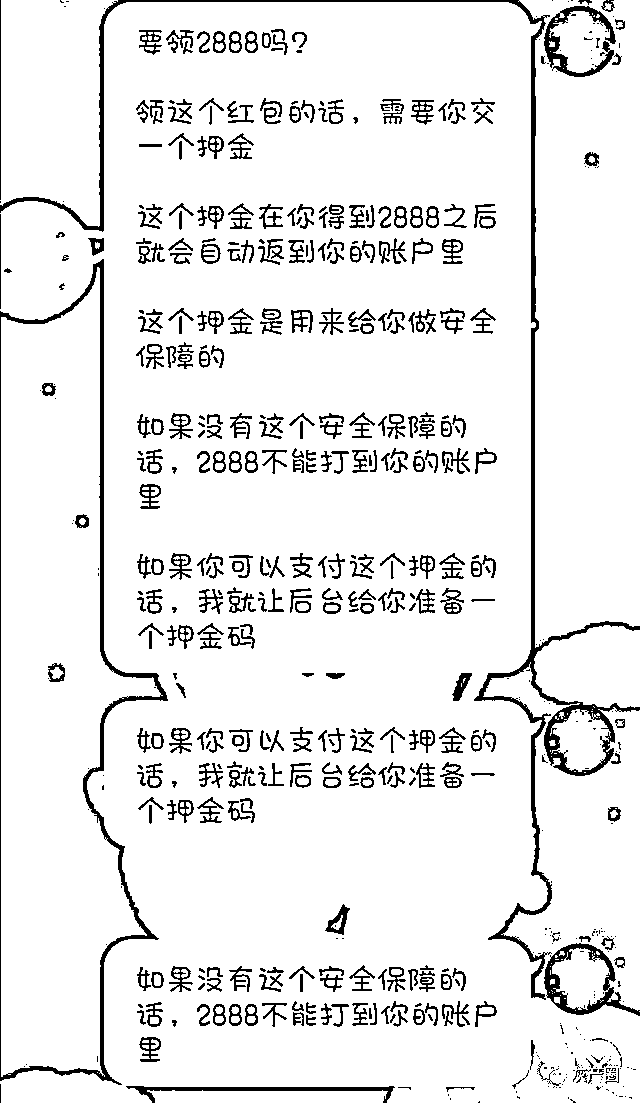 要领2888吗？
领这个红包的话，需要你交
一个押金
这个押金在你得到2888之后
就会自动返到你的账户里
这个押金是用来给你做安全
保障的
如果没有这个安全保障的
话，2888不能打到你的账户
里
如果你可以支付这个押金的
话，我就让后台给你准备一
个押金码
如果你可以支付这个押金的
话，我就让后台给你准备一
个押金码
如果没有这个安全保障的
话，2888不能打到你的账户
里
灰产圈